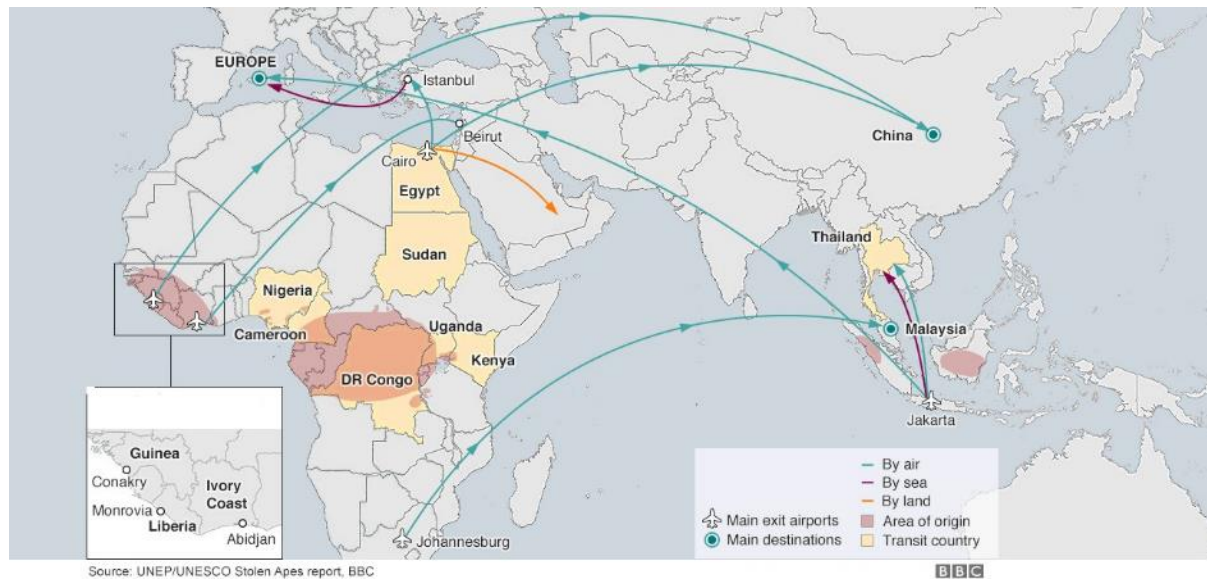 EUROPE
Istanbul
China
Beirut
Cairo
Egypt
Thailand
Sudan
Nigeria
Cameroon
Uganda
Malaysia
Kenya
DR Congo
Jakarta
Guinea
Conakry
Ivory
Coast
Monrovia
Liberia
Abidjan
Johannesburg
By air
By sea
By land
Main exit airports
Area of origin
Main destinations
Transit country
Source: UNEP/UNESCO Stolen Apes report, BBC
BBC